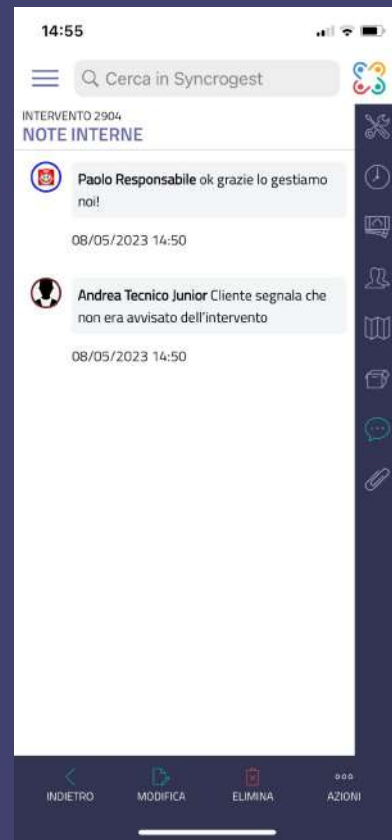 14:55
Cerca in Syncrogest
INTERVENTO 2904
NOTE INTERNE
Paolo Responsabile ok grazie lo gestiamo
noi!
08/05/2023 14:50
Andrea Tecnico Junior Cliente segnala che
non era avvisato dell'intervento
08/05/2023 14:50
INDIETRO MODIFICA ELIMINA AZIONI